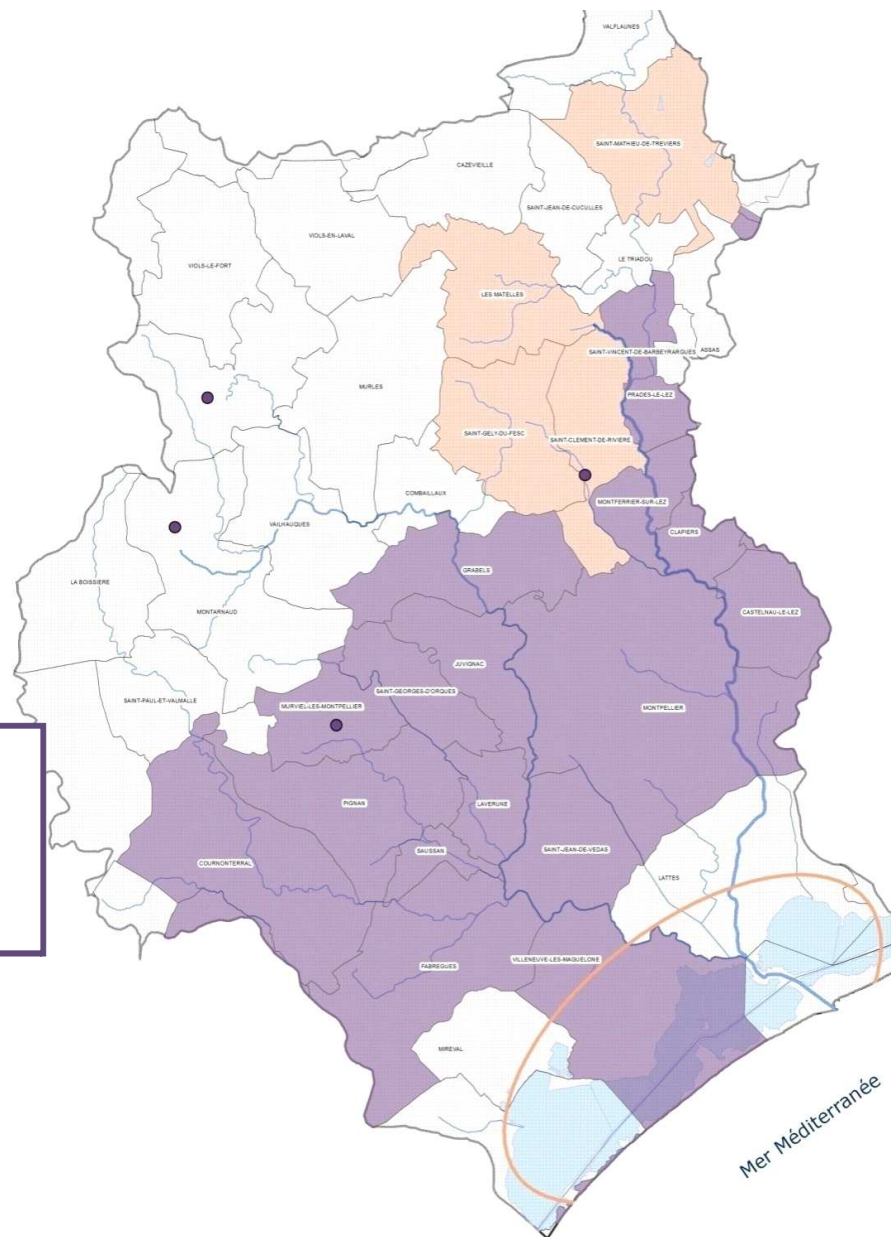 VALFLAUNES
SAINT-MATHIEU-DE-TREVIERS
CAZEVIEILLE
SAINT-JEAN-DE-CUCULLES
VIOLS-EN-LAVAL
LE TRIADOU
VIOLS-LE-FORT
LES MATELLES
SAINT-VINCENT-DE-BARBEYRARGUES
ASSAS
MURLES
PRADES-LE-LEZ
SAINT-GELY-DU-FESC
SAINT-CLEMENT-DE-RIVIERE
COMBAILLAUX
MONTFERRIER-SUR-LEZ
VAILHAUQUES
CLAPIERS
GRABELS
LA BOISSIERE
MONTARNAUD
CASTELNAU-LE-LEZ
JUVIGNAC
SAINT-GEORGES-D'ORQUES
SAINT-PAUL-ET-VALMALLE
MURVIEL-LES-MONTPELLIER
MONTPELLIER
PIGNAN
LAVERUNE
SAUSSAN
SAINT-JEAN-DE-VEDAS
COURNONTERRAL
LATTES
FABREGUES
VILLENEUVE-LES-MAGUELONE
MIREVAL
Mer Méditerranée